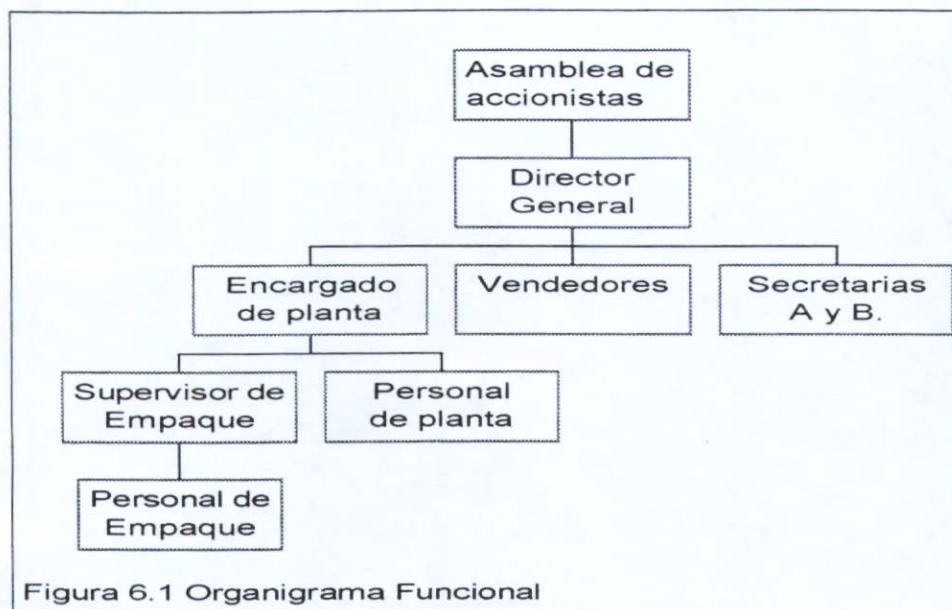 Asamblea de
accionistas
Director
General
Encargado
de planta
Vendedores
Secretarias
A y B.
Supervisor de
Empaque
Personal
de planta
Personal de
Empaque
Figura 6.1 Organigrama Funcional